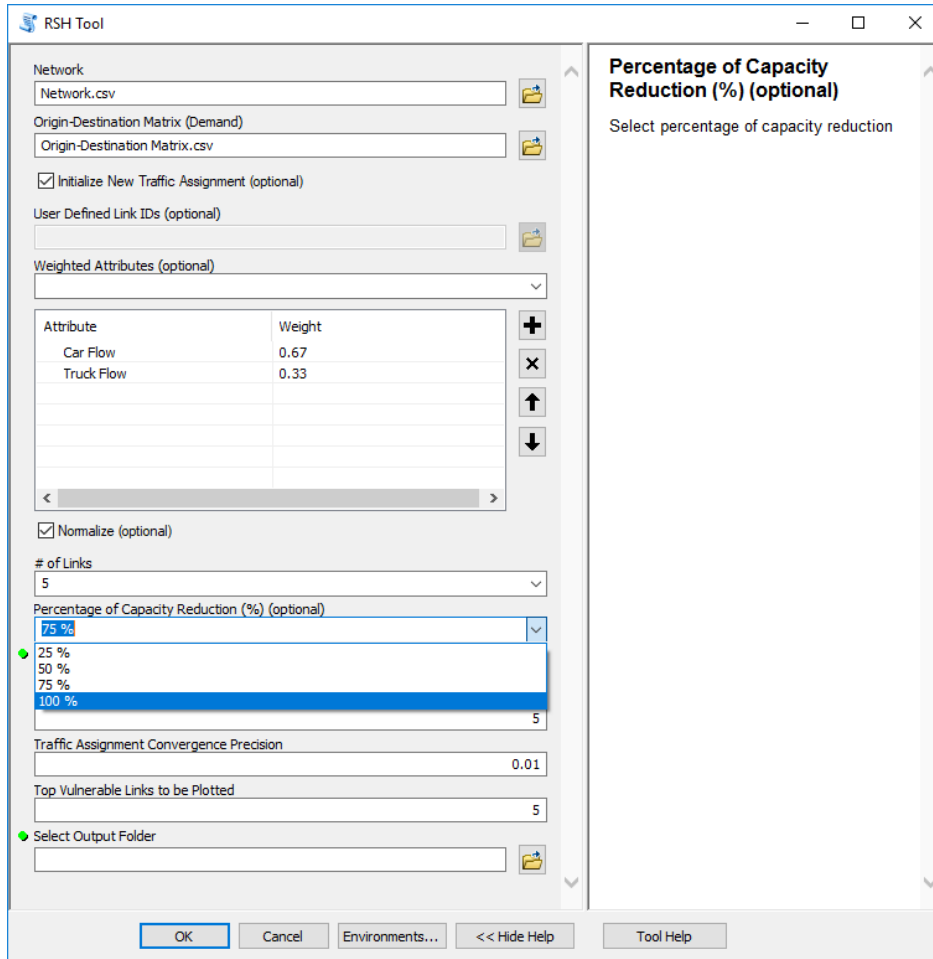 RSH Tool
Network
Network.csv
Origin-Destination Matrix (Demand)
Origin-Destination Matrix.csv
Initialize New Traffic Assignment (optional)
User Defined Link IDs (optional)
Weighted Attributes (optional)
Attribute Weight
Car Flow 0.67
Truck Flow 0.33
Normalize (optional)
# of Links
5
Percentage of Capacity Reduction (%) (optional)
75 %
25 %
50 %
75 %
100 %
5
Traffic Assignment Convergence Precision
0.01
Top Vulnerable Links to be Plotted
5
Select Output Folder
OK Cancel Environments... << Hide Help Tool Help
Percentage of Capacity
Reduction (%) (optional)
Select percentage of capacity reduction